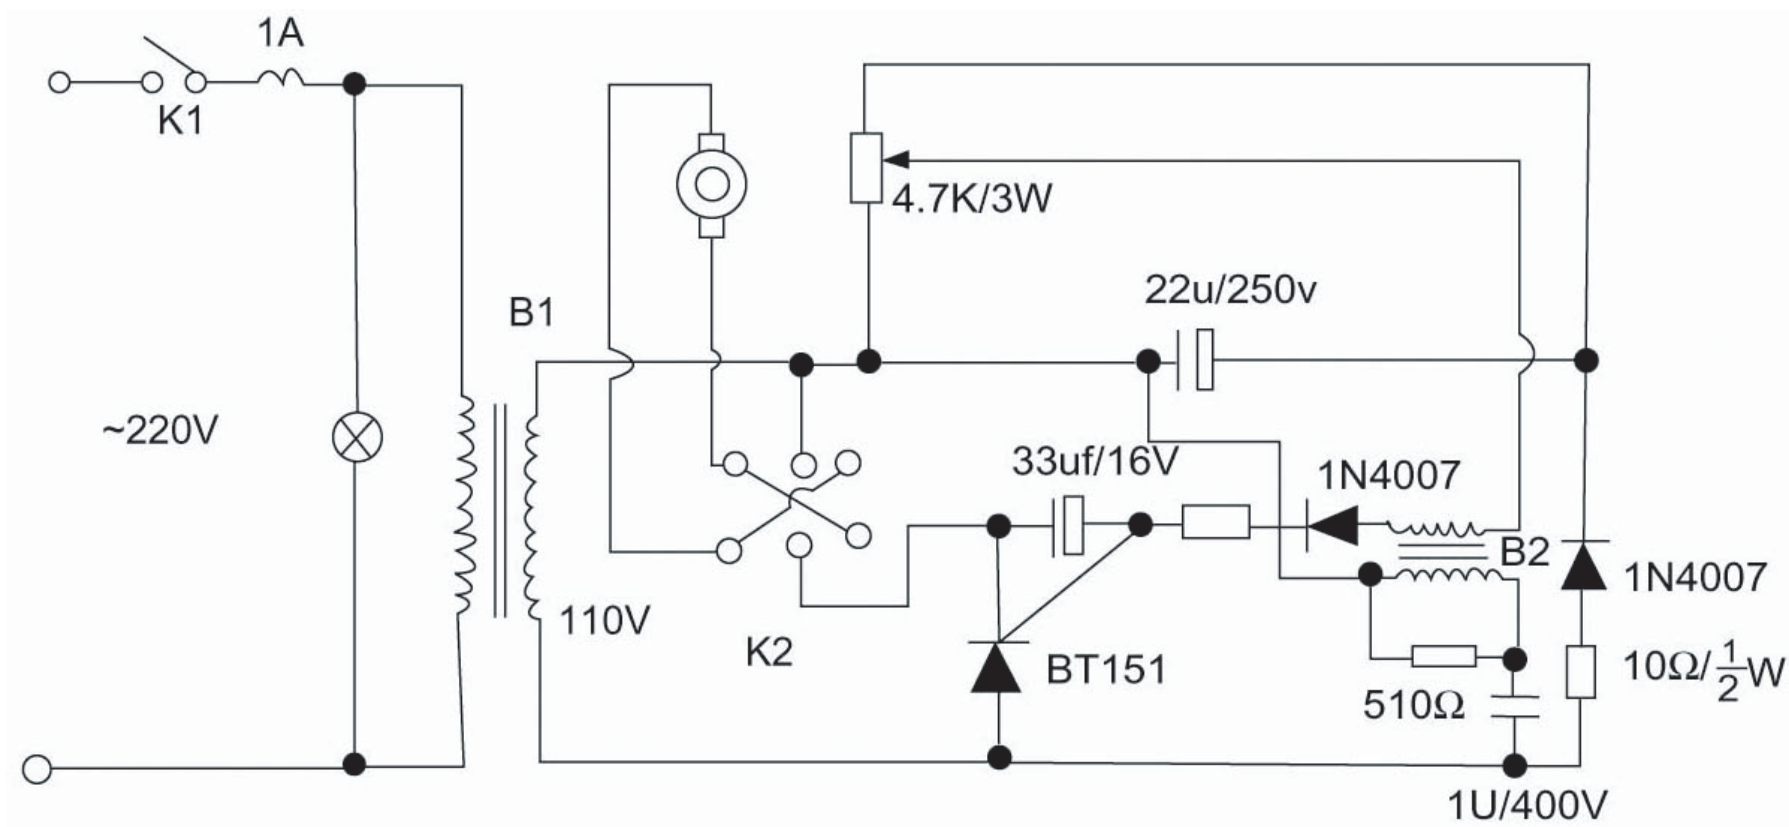 1A
K1
4.7K/3W
22u/250v
B1
~220V
33uf/16V
1N4007
B2
1N4007
110V
K2
BT151
10Ω/½W
510Ω
1U/400V